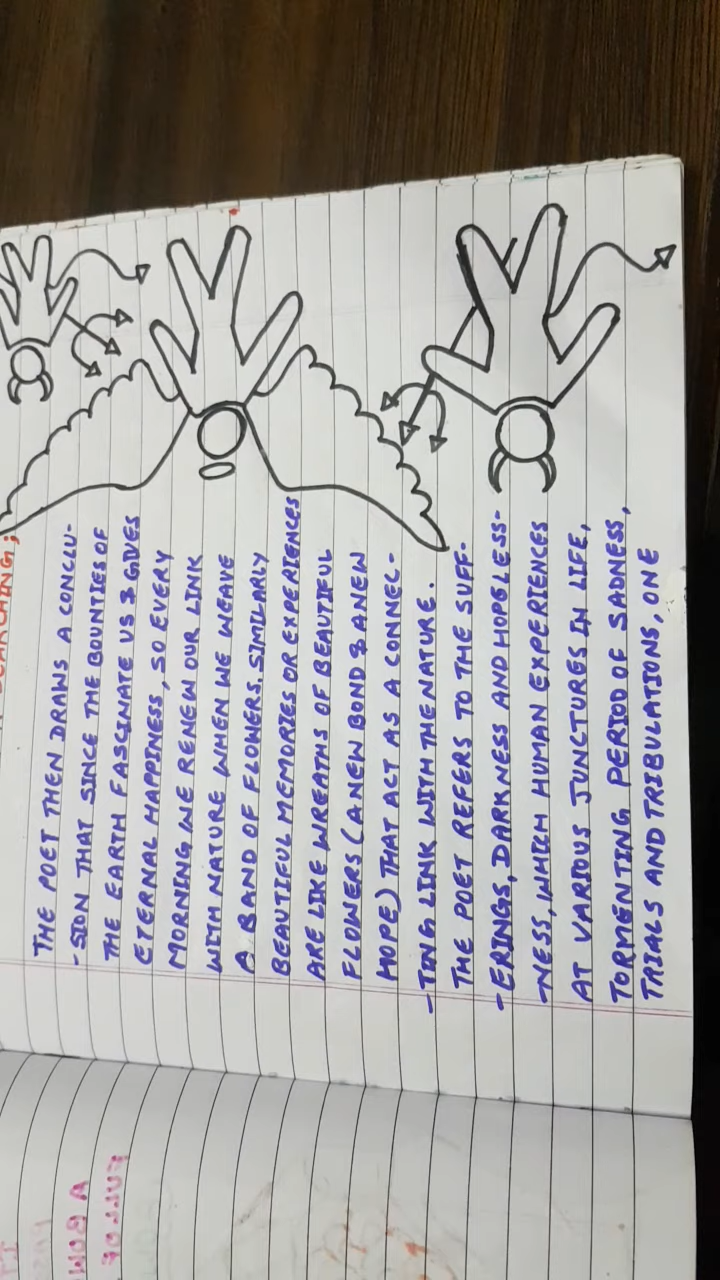 SEARCHING;
THE POET THEN DRAWS A CONCLU-
-SION THAT SINCE THE BOUNTIES OF
THE EARTH FASCINATE US & GIVES
ETERNAL HAPPINESS, SO EVERY
MORNING WE RENEW OUR LINK
WITH NATURE WHEN WE WEAVE
A BAND OF FLOWERS. SIMILARLY
BEAUTIFUL MEMORIES OR EXPERIENCES
ARE LIKE WREATHS OF BEAUTIFUL
FLOWERS (A NEW BOND & A NEW
HOPE) THAT ACT AS A CONNEC-
-TING LINK WITH THE NATURE.
THE POET REFERS TO THE SUFF-
-ERINGS, DARKNESS AND HOPELESS-
-NESS, WHICH HUMAN EXPERIENCES
AT VARIOUS JUNCTURES IN LIFE,
TORMENTING PERIOD OF SADNESS,
TRIALS AND TRIBULATIONS, ONE